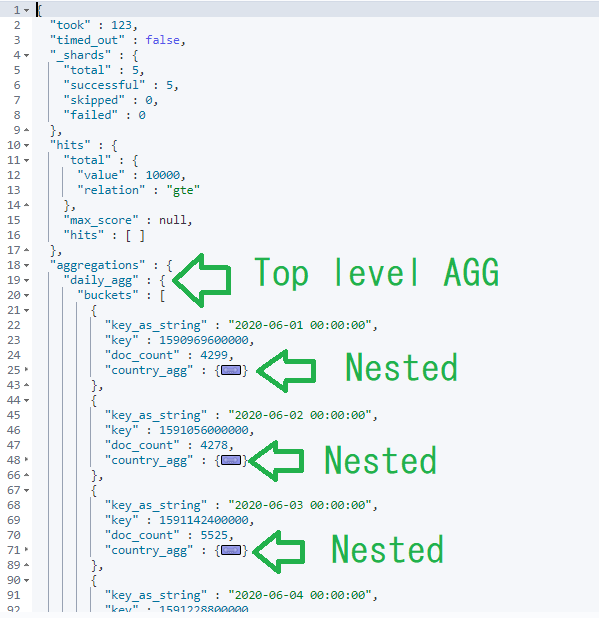 1 {
2 "took" : 123,
3 "timed_out" : false,
4 "_shards" : {
5 "total" : 5,
6 "successful" : 5,
7 "skipped" : 0,
8 "failed" : 0
9 },
10 "hits" : {
11 "total" : {
12 "value" : 10000,
13 "relation" : "gte"
14 },
15 "max_score" : null,
16 "hits" : [ ]
17 },
18 "aggregations" : {
19 "daily_agg" : { Top level AGG
20 "buckets" : [
21 {
22 "key_as_string" : "2020-06-01 00:00:00",
23 "key" : 1590969600000,
24 "doc_count" : 4299,
25 "country_agg" : {} Nested
43 },
44 {
45 "key_as_string" : "2020-06-02 00:00:00",
46 "key" : 1591056000000,
47 "doc_count" : 4278,
48 "country_agg" : {} Nested
66 },
67 {
68 "key_as_string" : "2020-06-03 00:00:00",
69 "key" : 1591142400000,
70 "doc_count" : 5525,
71 "country_agg" : {} Nested
89 },
90 {
91 "key_as_string" : "2020-06-04 00:00:00",
92 "key" : 1591228800000